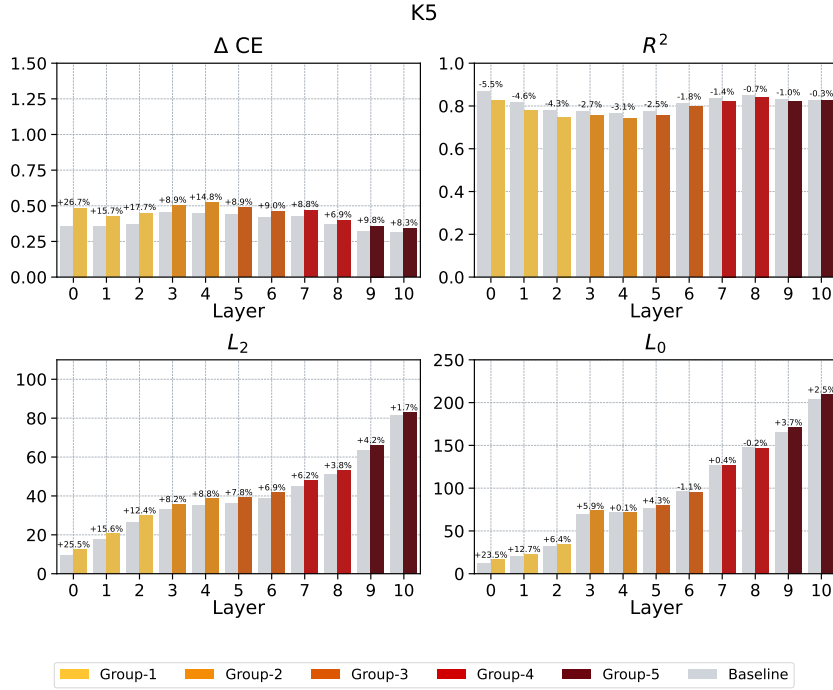 K5
Δ CE
1.50
1.25
1.00
0.75
0.50
0.25
0.00
+26.7% +15.7% +17.7% +8.9% +14.8% +8.9% +9.0% +8.8% +6.9% +9.8% +8.3%
0 1 2 3 4 5 6 7 8 9 10
Layer
R²
1.0
0.8
0.6
0.4
0.2
0.0
-5.5% -4.6% -4.3% -2.7% -3.1% -2.5% -1.8% -1.4% -0.7% -1.0% -0.3%
0 1 2 3 4 5 6 7 8 9 10
Layer
L₂
100
80
60
40
20
0
+25.5% +15.6% +12.4% +8.2% +8.8% +7.8% +6.9% +6.2% +3.8% +4.2% +1.7%
0 1 2 3 4 5 6 7 8 9 10
Layer
L₀
250
200
150
100
50
0
+23.5% +12.7% +6.4% +5.9% +0.1% +4.3% -1.1% +0.4% -0.2% +3.7% +2.5%
0 1 2 3 4 5 6 7 8 9 10
Layer
Group-1 Group-2 Group-3 Group-4 Group-5 Baseline